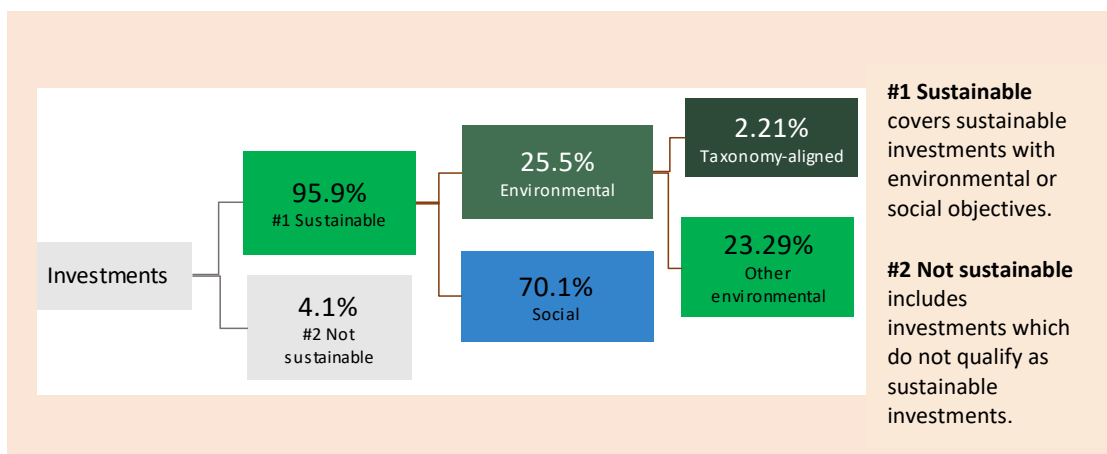 Investments
95.9%
#1 Sustainable
4.1%
#2 Not
sustainable
25.5%
Environmental
70.1%
Social
2.21%
Taxonomy-aligned
23.29%
Other
environmental
#1 Sustainable
covers sustainable
investments with
environmental or
social objectives.
#2 Not sustainable
includes
investments which
do not qualify as
sustainable
investments.